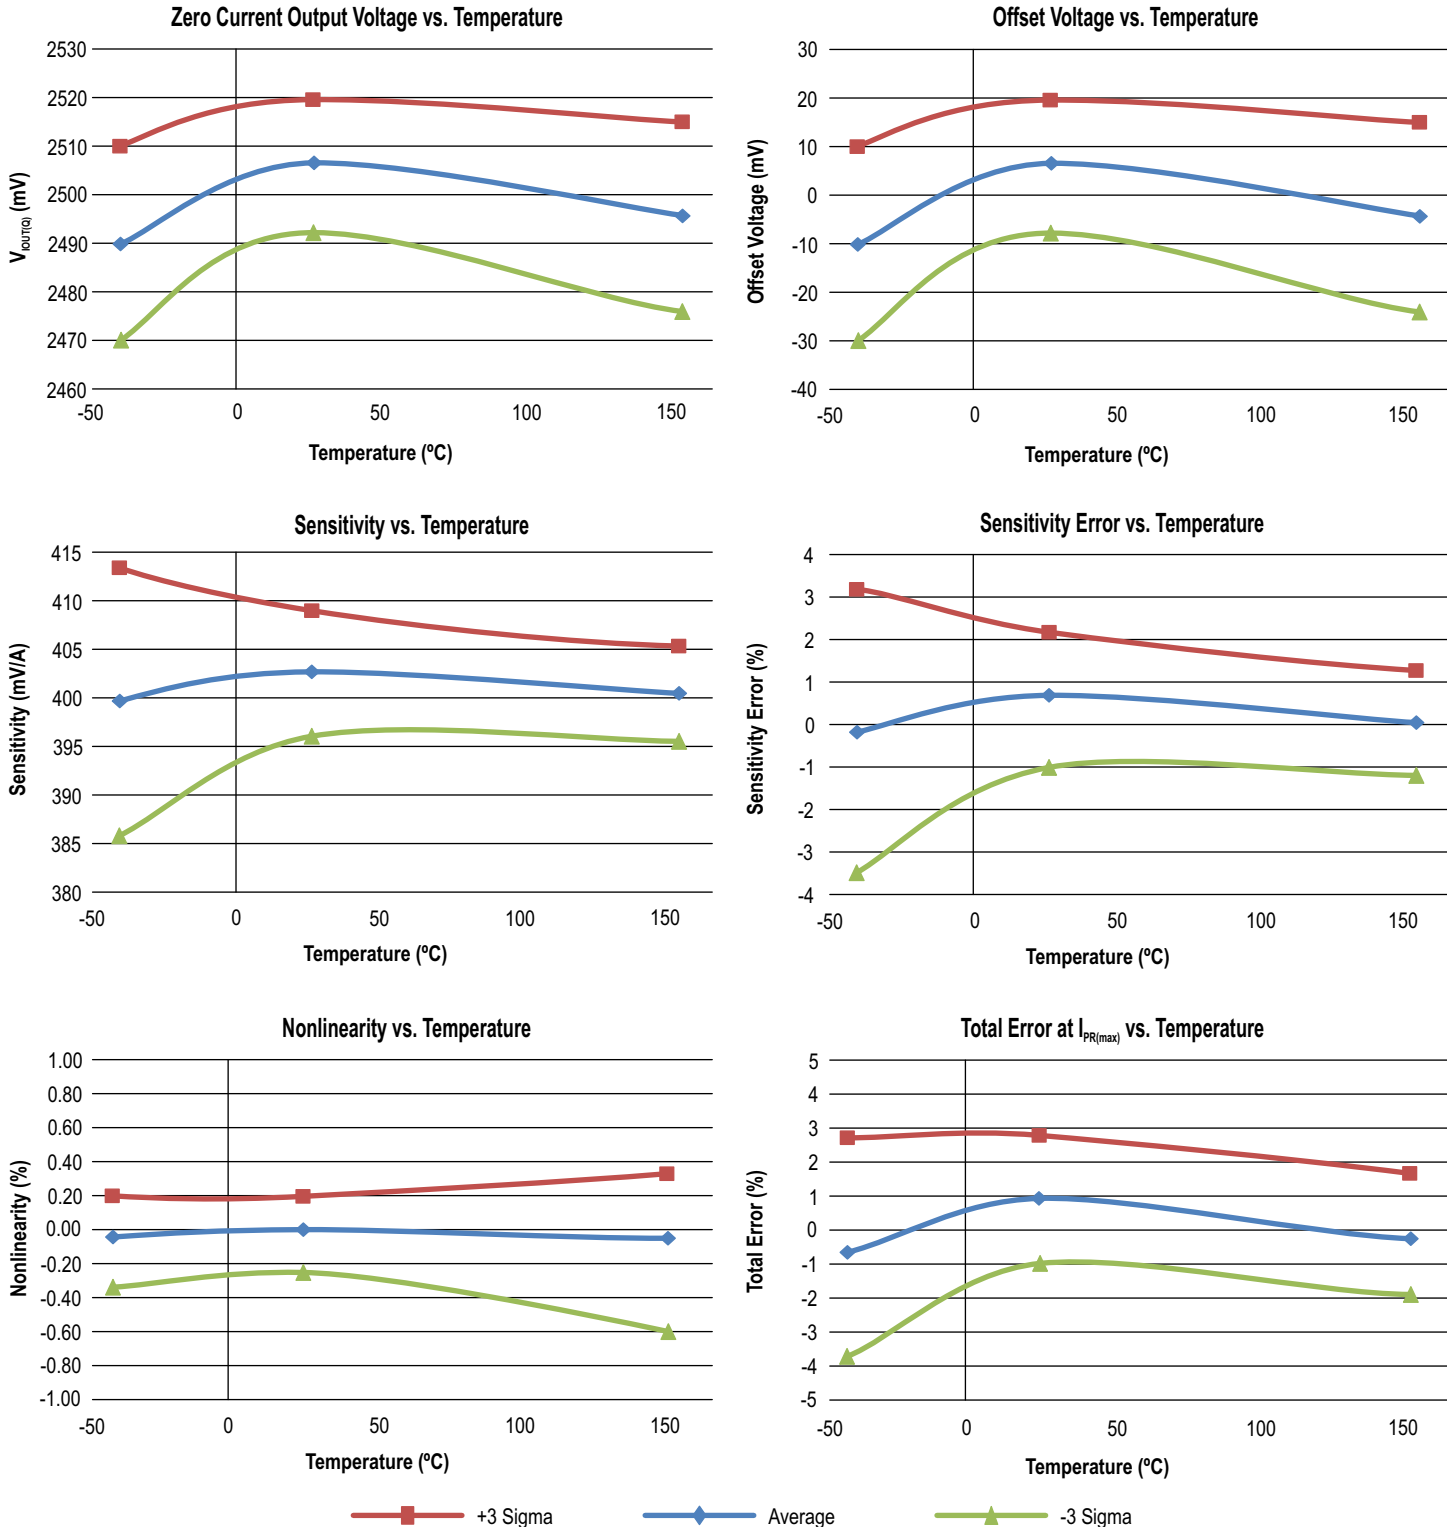 Zero Current Output Voltage vs. Temperature
2530
2520
2510
2500
2490
2480
2470
2460
V_IOUT(Q) (mV)
-50 0 50 100 150
Temperature (ºC)
Offset Voltage vs. Temperature
30
20
10
0
-10
-20
-30
-40
Offset Voltage (mV)
-50 0 50 100 150
Temperature (ºC)
Sensitivity vs. Temperature
415
410
405
400
395
390
385
380
Sensitivity (mV/A)
-50 0 50 100 150
Temperature (ºC)
Sensitivity Error vs. Temperature
4
3
2
1
0
-1
-2
-3
-4
Sensitivity Error (%)
-50 0 50 100 150
Temperature (ºC)
Nonlinearity vs. Temperature
1.00
0.80
0.60
0.40
0.20
0.00
-0.20
-0.40
-0.60
-0.80
-1.00
Nonlinearity (%)
-50 0 50 100 150
Temperature (ºC)
Total Error at I_PR(max) vs. Temperature
5
4
3
2
1
0
-1
-2
-3
-4
-5
Total Error (%)
-50 0 50 100 150
Temperature (ºC)
+3 Sigma Average -3 Sigma